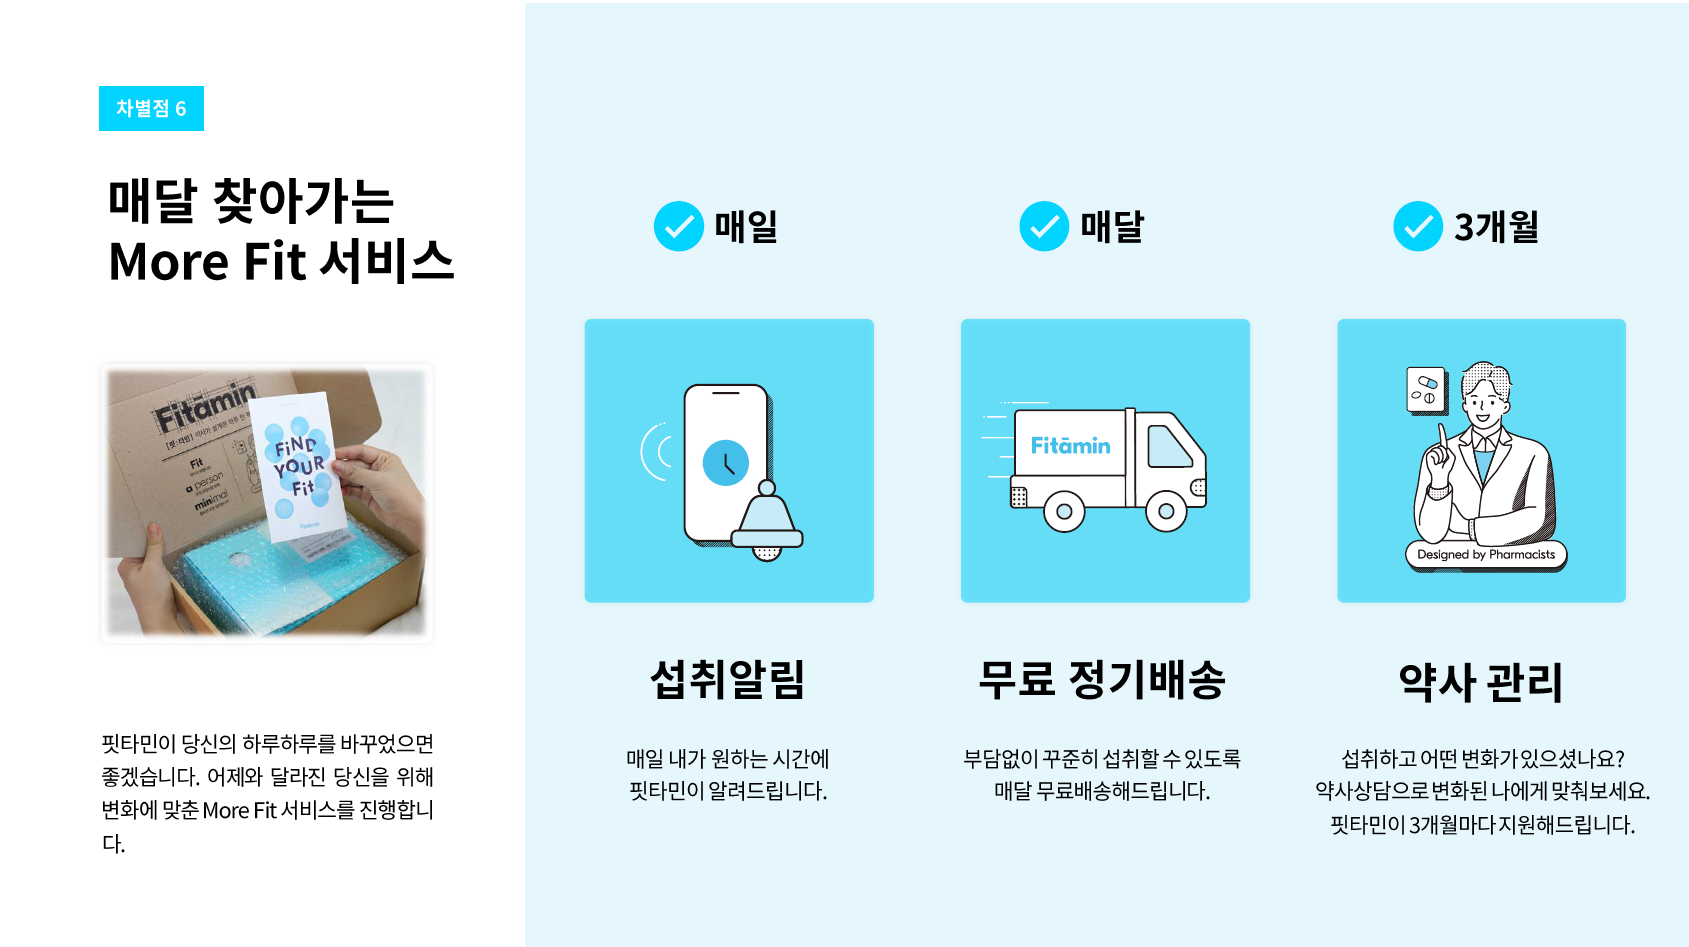 차별점 6
매달 찾아가는
More Fit 서비스
Fitāmin
Fit
a person
minimal
FiND
YOUR
Fit
핏타민이 당신의 하루하루를 바꾸었으면
좋겠습니다. 어제와 달라진 당신을 위해
변화에 맞춘 More Fit 서비스를 진행합니
다.
매일
섭취알림
매일 내가 원하는 시간에
핏타민이 알려드립니다.
매달
Fitāmin
무료 정기배송
부담없이 꾸준히 섭취할 수 있도록
매달 무료배송해드립니다.
3개월
Designed by Pharmacists
약사 관리
섭취하고 어떤 변화가 있으셨나요?
약사상담으로 변화된 나에게 맞춰보세요.
핏타민이 3개월마다 지원해드립니다.